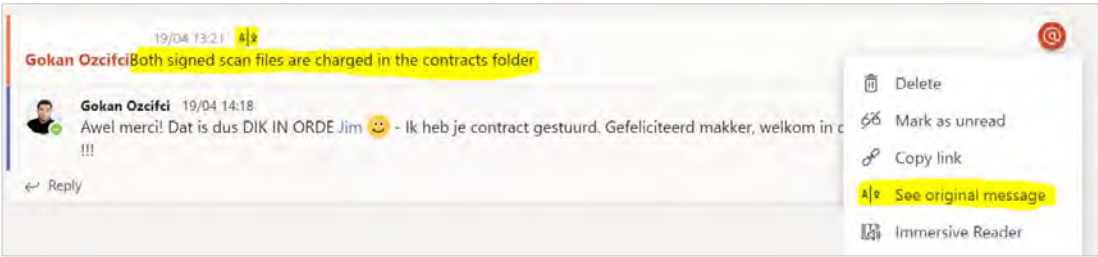 19/04 13:21
Gokan Ozcifci Both signed scan files are charged in the contracts folder
Gokan Ozcifci 19/04 14:18
Awel merci! Dat is dus DIK IN ORDE Jim - Ik heb je contract gestuurd. Gefeliciteerd makker, welkom in
!!!
Reply
Delete
Mark as unread
Copy link
See original message
Immersive Reader